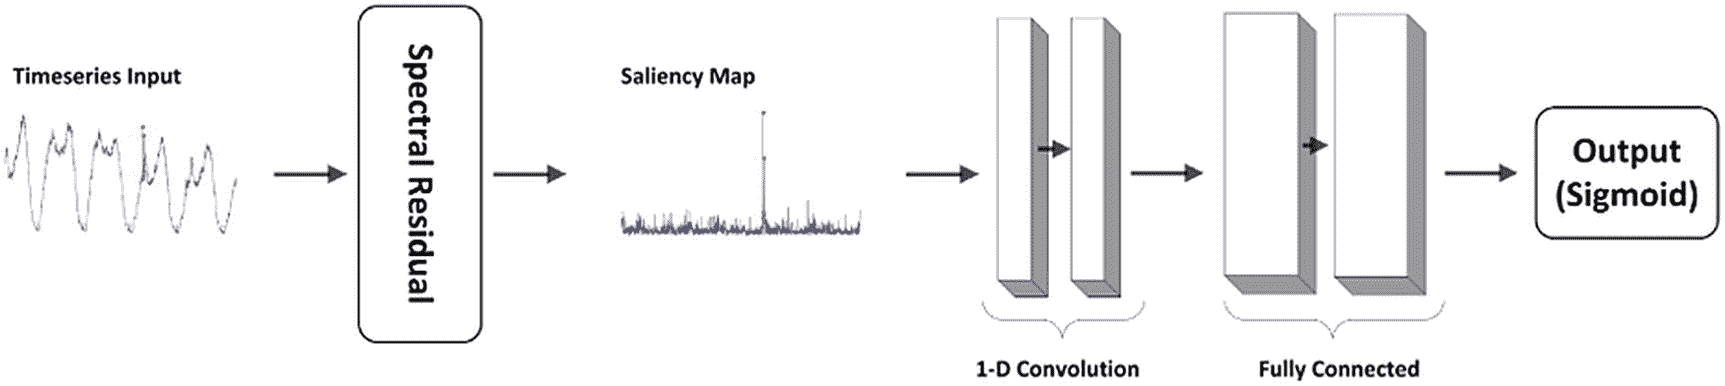 Timeseries Input
Spectral Residual
Saliency Map
1-D Convolution
Fully Connected
Output
(Sigmoid)